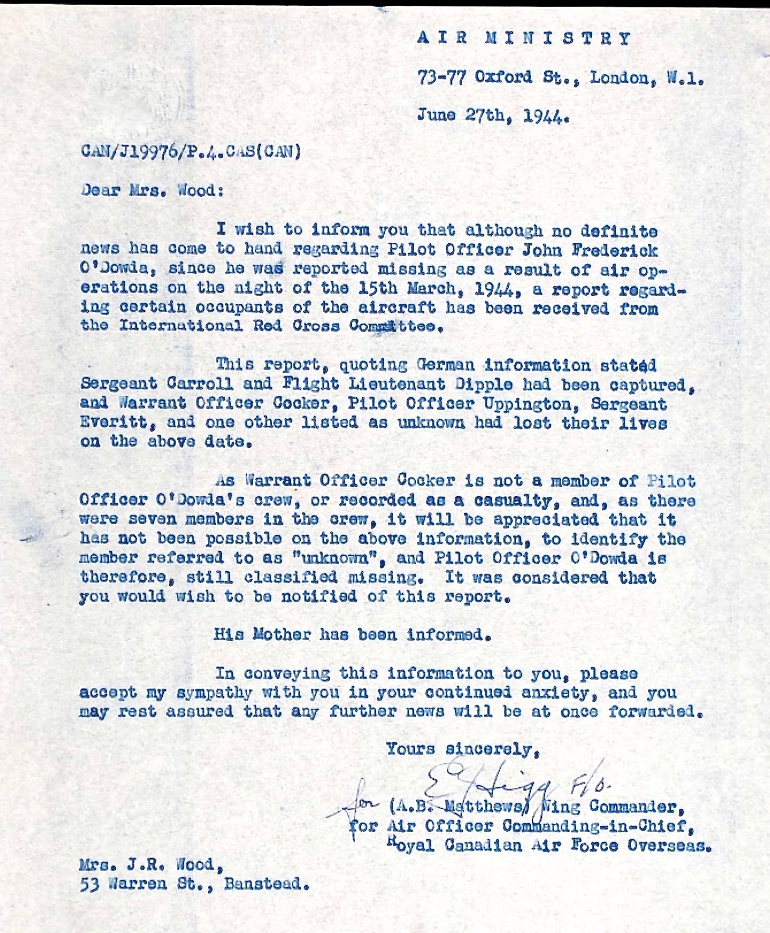 AIR MINISTRY
73-77 Oxford St., London, W.1.
June 27th, 1944.
CAN/J19976/P.4.CAS(CAN)
Dear Mrs. Wood:
I wish to inform you that although no definite
news has come to hand regarding Pilot Officer John Frederick
O'Dowda, since he was reported missing as a result of air op-
erations on the night of the 15th March, 1944, a report regard-
ing certain occupants of the aircraft has been received from
the International Red Cross Committee.
This report, quoting German information stated
Sergeant Carroll and Flight Lieutenant Dipple had been captured,
and Warrant Officer Cocker, Pilot Officer Uppington, Sergeant
Everitt, and one other listed as unknown had lost their lives
on the above date.
As Warrant Officer Cocker is not a member of Pilot
Officer O'Dowda's crew, or recorded as a casualty, and, as there
were seven members in the crew, it will be appreciated that it
has not been possible on the above information, to identify the
member referred to as "unknown", and Pilot Officer O'Dowda is
therefore, still classified missing. It was considered that
you would wish to be notified of this report.
His Mother has been informed.
In conveying this information to you, please
accept my sympathy with you in your continued anxiety, and you
may rest assured that any further news will be at once forwarded.
Yours sincerely,
F/O.
for (A.B. Matthews) Wing Commander,
for Air Officer Commanding-in-Chief,
Royal Canadian Air Force Overseas.
Mrs. J.R. Wood,
53 Warren St., Banstead.